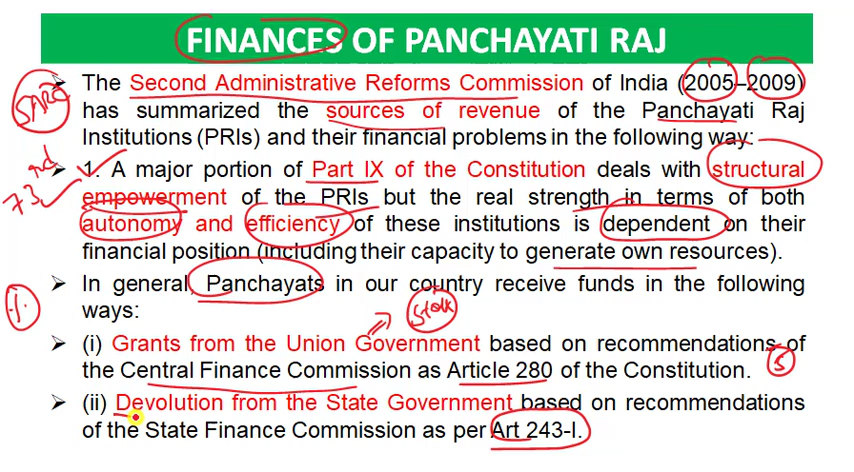 FINANCES OF PANCHAYATI RAJ
The Second Administrative Reforms Commission of India (2005–2009)
has summarized the sources of revenue of the Panchayati Raj
Institutions (PRIs) and their financial problems in the following way:
1. A major portion of Part IX of the Constitution deals with structural
empowerment of the PRIs but the real strength in terms of both
autonomy and efficiency of these institutions is dependent on their
financial position (including their capacity to generate own resources).
In general, Panchayats in our country receive funds in the following
ways:
(i) Grants from the Union Government based on recommendations of
the Central Finance Commission as Article 280 of the Constitution.
(ii) Devolution from the State Government based on recommendations
of the State Finance Commission as per Art 243-I.
SARC
73rd
5